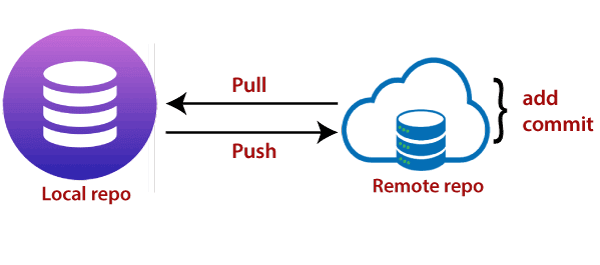 Pull
Push
Local repo
Remote repo
add
commit